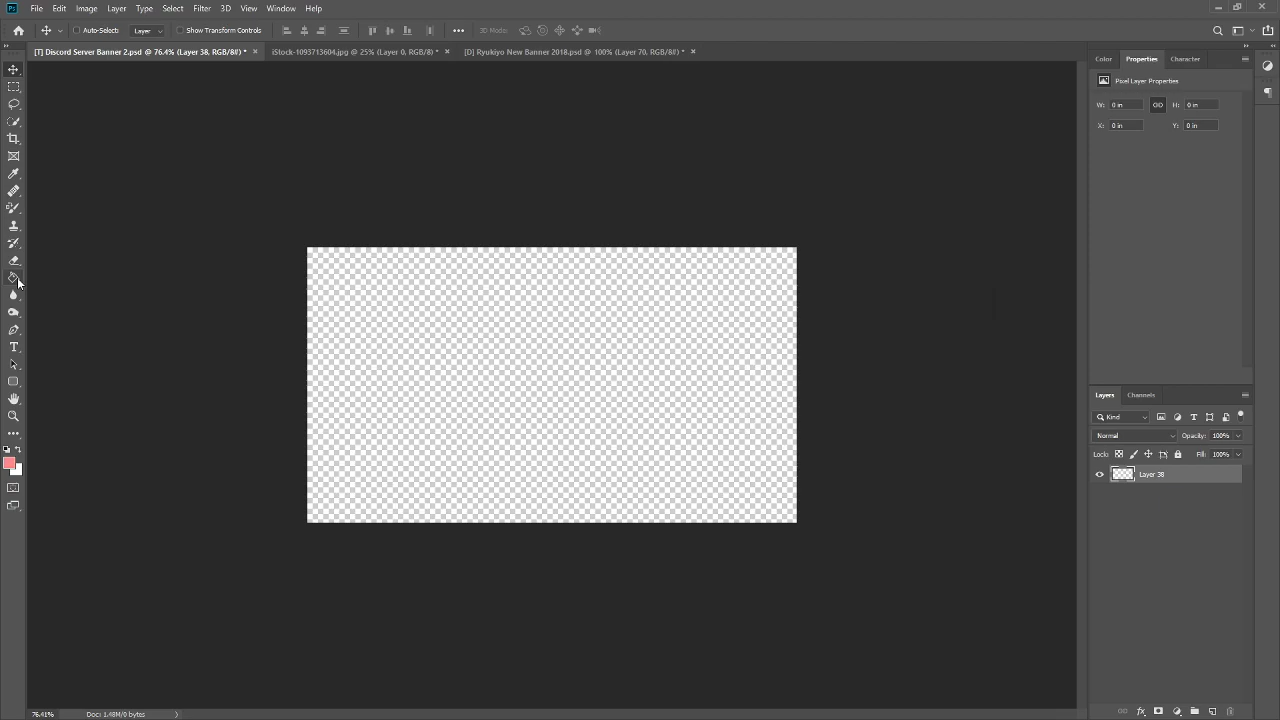 Ps File Edit Image Layer Type Select Filter 3D View Window Help
Auto-Select: Layer Show Transform Controls 3D Mode:
[T] Discord Server Banner 2.psd @ 76.4% (Layer 38, RGB/8#) * iStock-1093713604.jpg @ 25% (Layer 0, RGB/8) * [D] Ryukiyo New Banner 2018.psd @ 100% (Layer 70, RGB/8#) *
Color Properties Character
Pixel Layer Properties
W: 0 in H: 0 in
X: 0 in Y: 0 in
T
Layers Channels
Kind T
Normal Opacity: 100%
Lock: Fill: 100%
Layer 38
fx
76.41% Doc: 1.48M/0 bytes